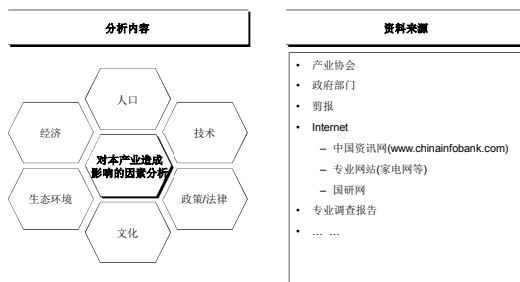 分析内容
人口
经济
技术
对本产业造成
影响的因素分析
生态环境
政策/法律
文化
资料来源
• 产业协会
• 政府部门
• 剪报
• Internet
– 中国资讯网(www.chinainfobank.com)
– 专业网站(家电网等)
– 国研网
• 专业调查报告
• … …